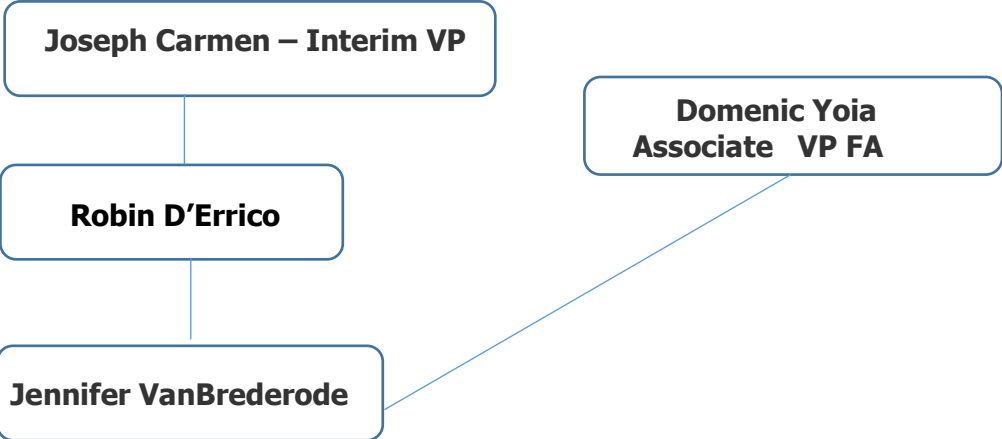 Joseph Carmen – Interim VP
Domenic Yoia
Associate VP FA
Robin D’Errico
Jennifer VanBrederode